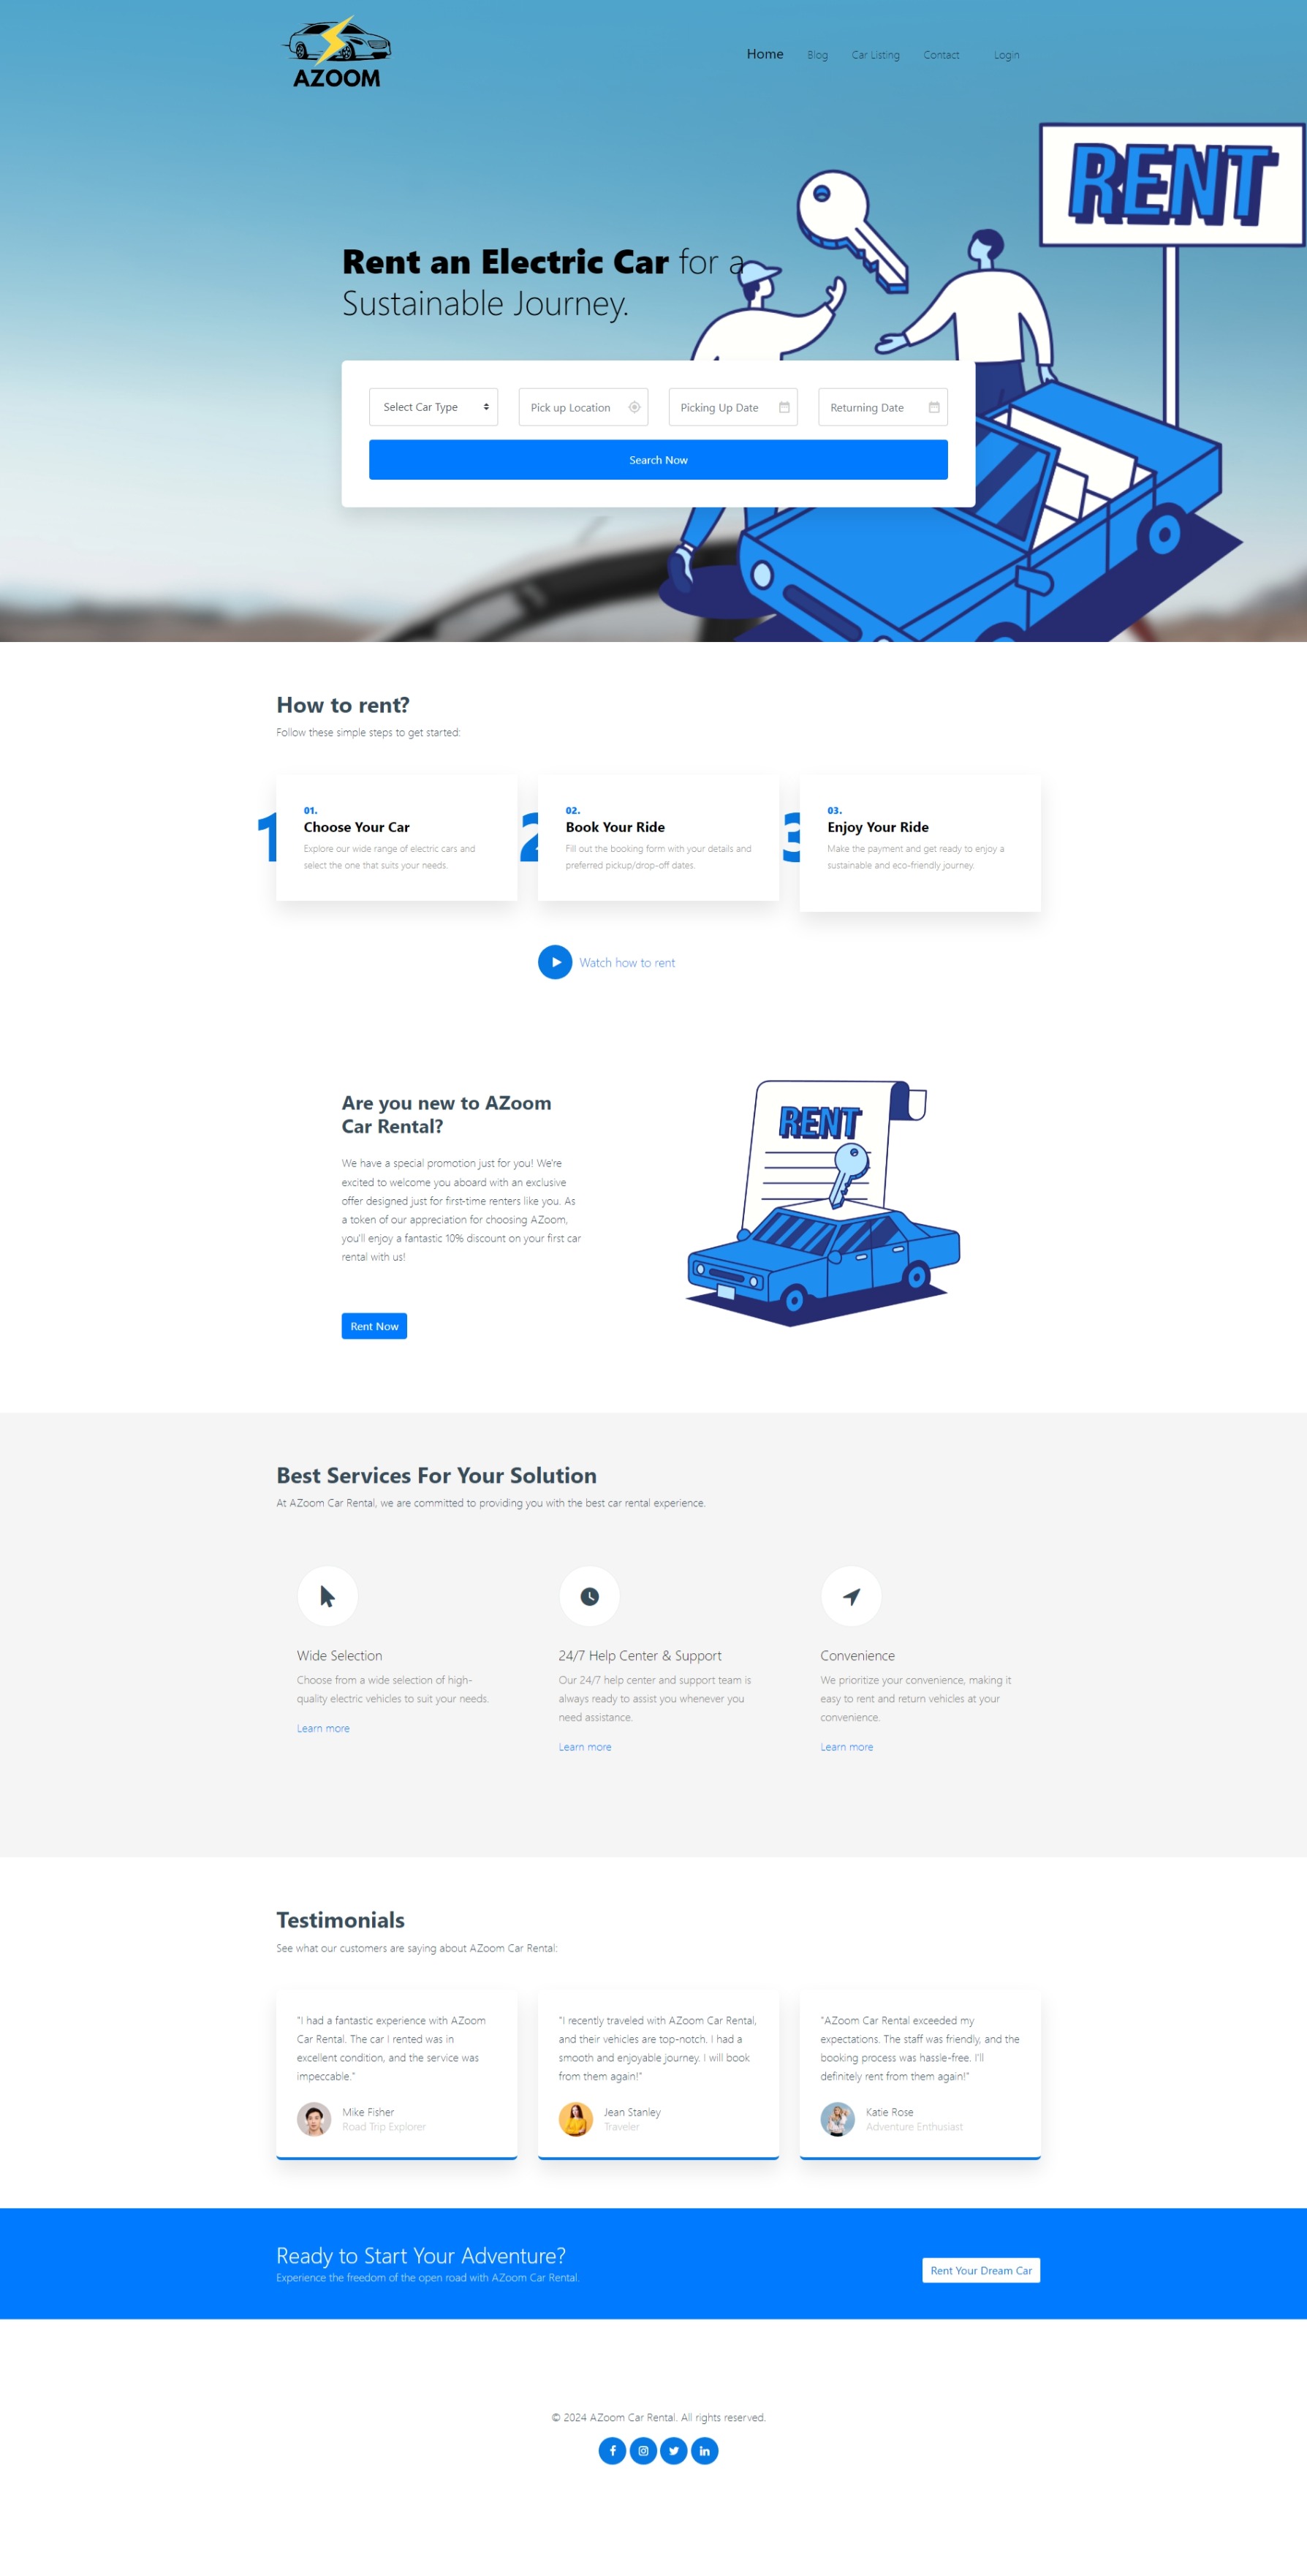 AZOOM
Home Blog Car Listing Contact Login
RENT
Rent an Electric Car for a
Sustainable Journey.
Select Car Type Pick up Location Picking Up Date Returning Date
Search Now
How to rent?
Follow these simple steps to get started:
1
01.
Choose Your Car
Explore our wide range of electric cars and
select the one that suits your needs.
2
02.
Book Your Ride
Fill out the booking form with your details and
preferred pickup/drop-off dates.
3
03.
Enjoy Your Ride
Make the payment and get ready to enjoy a
sustainable and eco-friendly journey.
Watch how to rent
Are you new to AZoom
Car Rental?
We have a special promotion just for you! We're
excited to welcome you aboard with an exclusive
offer designed just for first-time renters like you. As
a token of our appreciation for choosing AZoom,
you'll enjoy a fantastic 10% discount on your first car
rental with us!
Rent Now
RENT
Best Services For Your Solution
At AZoom Car Rental, we are committed to providing you with the best car rental experience.
Wide Selection
Choose from a wide selection of high-
quality electric vehicles to suit your needs.
Learn more
24/7 Help Center & Support
Our 24/7 help center and support team is
always ready to assist you whenever you
need assistance.
Learn more
Convenience
We prioritize your convenience, making it
easy to rent and return vehicles at your
convenience.
Learn more
Testimonials
See what our customers are saying about AZoom Car Rental:
"I had a fantastic experience with AZoom
Car Rental. The car I rented was in
excellent condition, and the service was
impeccable."
Mike Fisher
Road Trip Explorer
"I recently traveled with AZoom Car Rental,
and their vehicles are top-notch. I had a
smooth and enjoyable journey. I will book
from them again!"
Jean Stanley
Traveler
"AZoom Car Rental exceeded my
expectations. The staff was friendly, and the
booking process was hassle-free. I'll
definitely rent from them again!"
Katie Rose
Adventure Enthusiast
Ready to Start Your Adventure?
Experience the freedom of the open road with AZoom Car Rental.
Rent Your Dream Car
© 2024 AZoom Car Rental. All rights reserved.